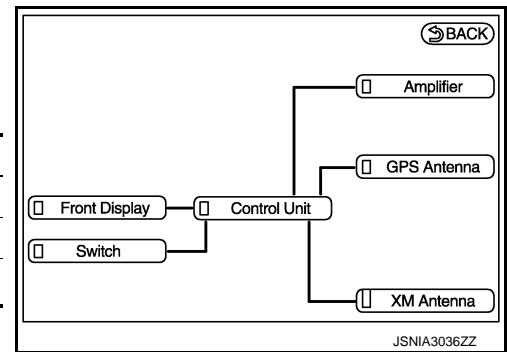 BACK
Amplifier
GPS Antenna
Front Display
Control Unit
Switch
XM Antenna
JSNIA3036ZZ